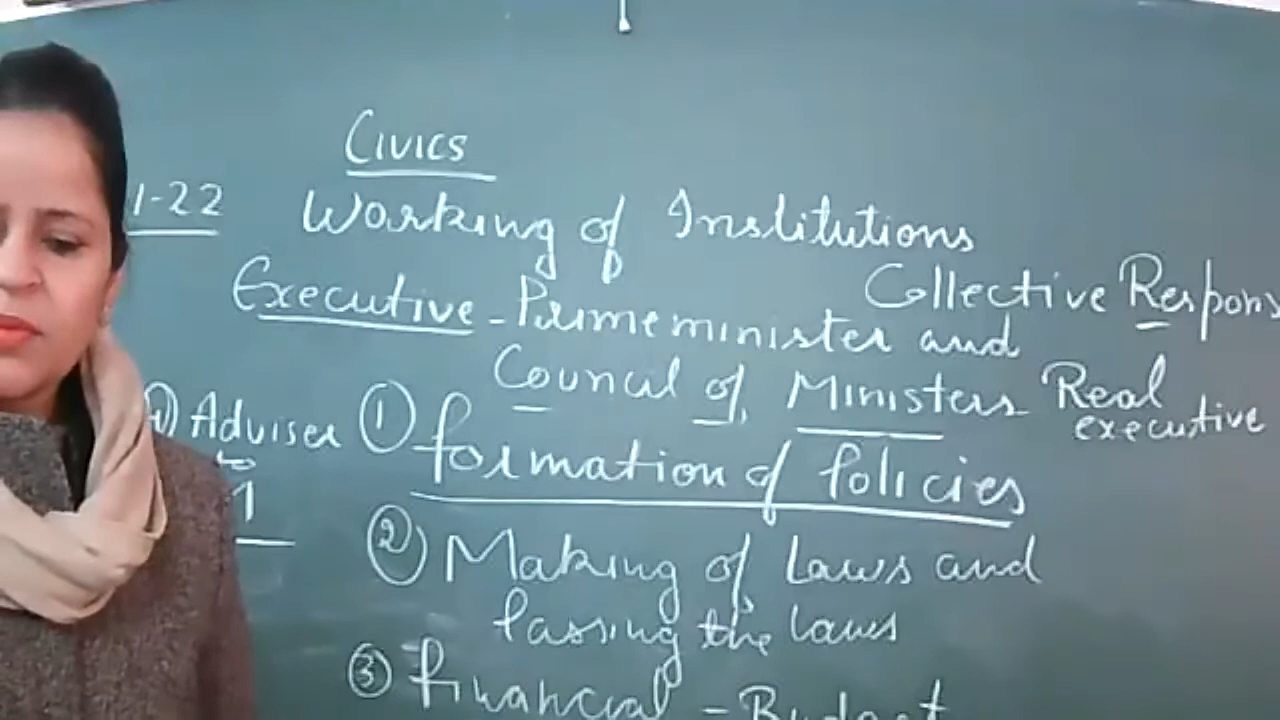 Civics
1-22
Working of Institutions
Collective Respons
Executive - Primeminister and
Council of Ministers Real
executive
Adviser
to
① formation of Policies
② Making of Laws and
Passing the laws
③ financial - Budget